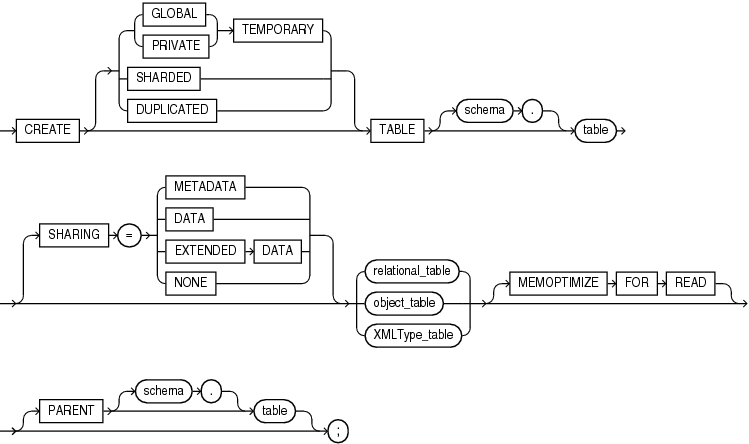 GLOBAL
TEMPORARY
PRIVATE
SHARDED
DUPLICATED
schema .
CREATE TABLE table
METADATA
DATA
SHARING = EXTENDED DATA
NONE
relational_table
object_table
XMLType_table
MEMOPTIMIZE FOR READ
schema .
PARENT table
;